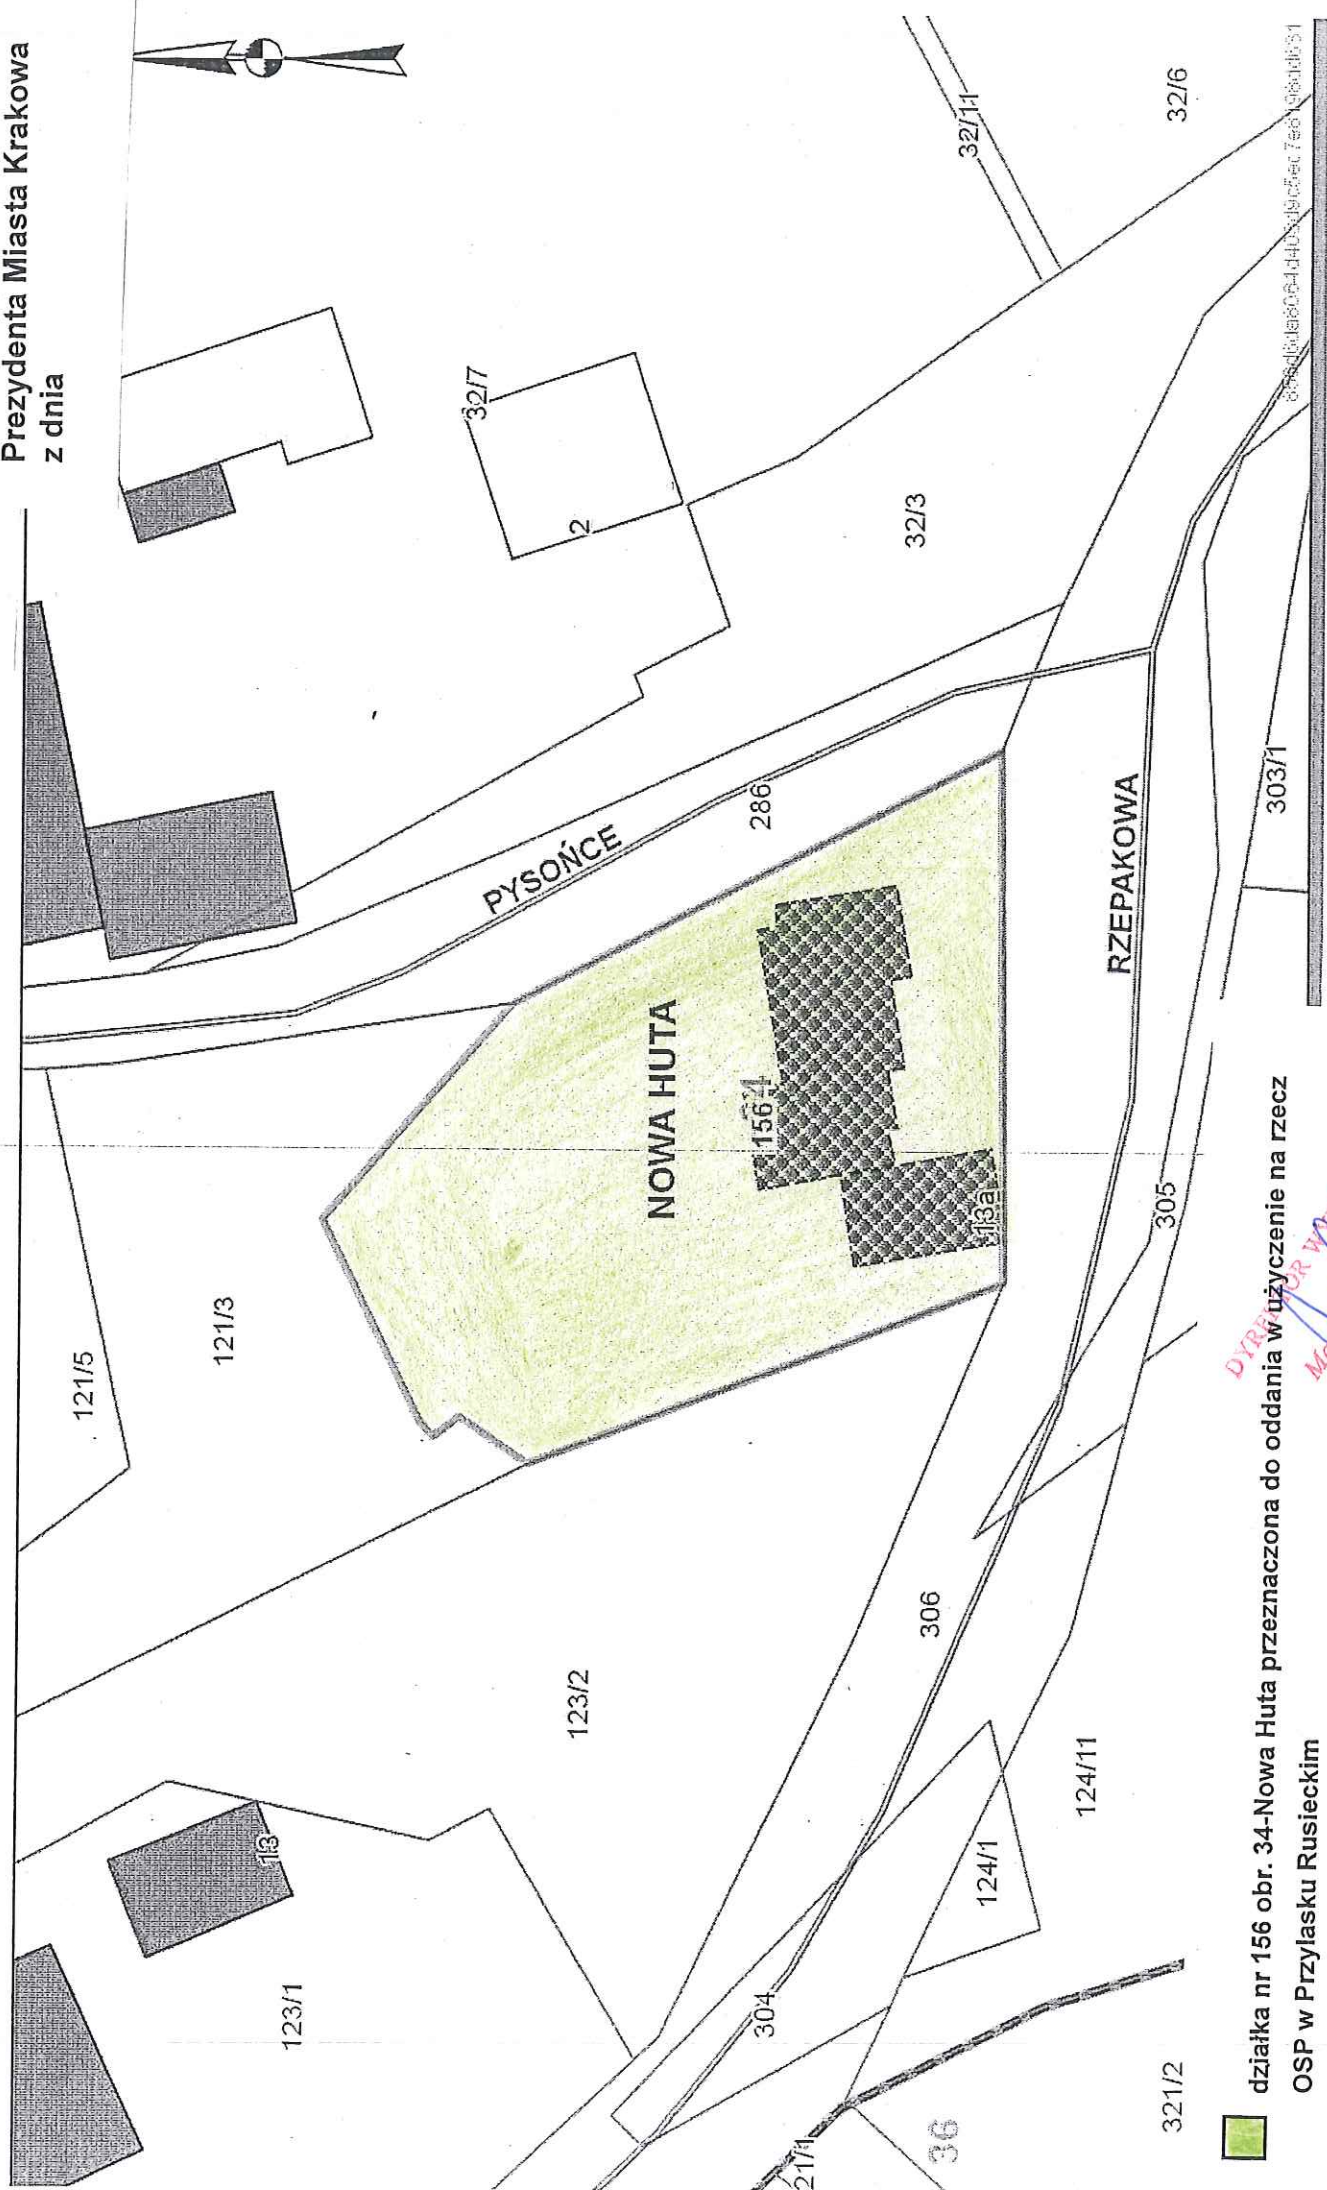 Prezydenta Miasta Krakowa
z dnia
121/5
121/3
123/1
13
123/2
PYSOŃCE
286
32/7
2
32/3
32/11
32/6
NOWA HUTA
156
13a
RZEPAKOWA
303/1
305
306
304
124/1
124/11
21/1
36
321/2
działka nr 156 obr. 34-Nowa Huta przeznaczona do oddania w użyczenie na rzecz
OSP w Przylasku Rusieckim